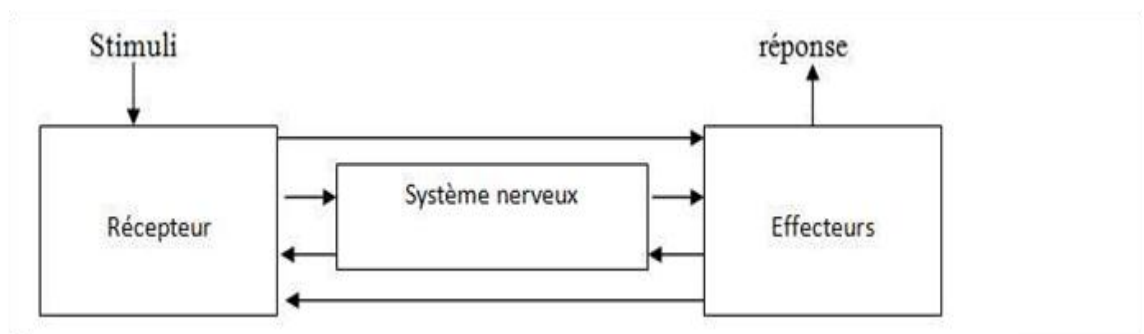 Stimuli
réponse
Système nerveux
Récepteur
Effecteurs